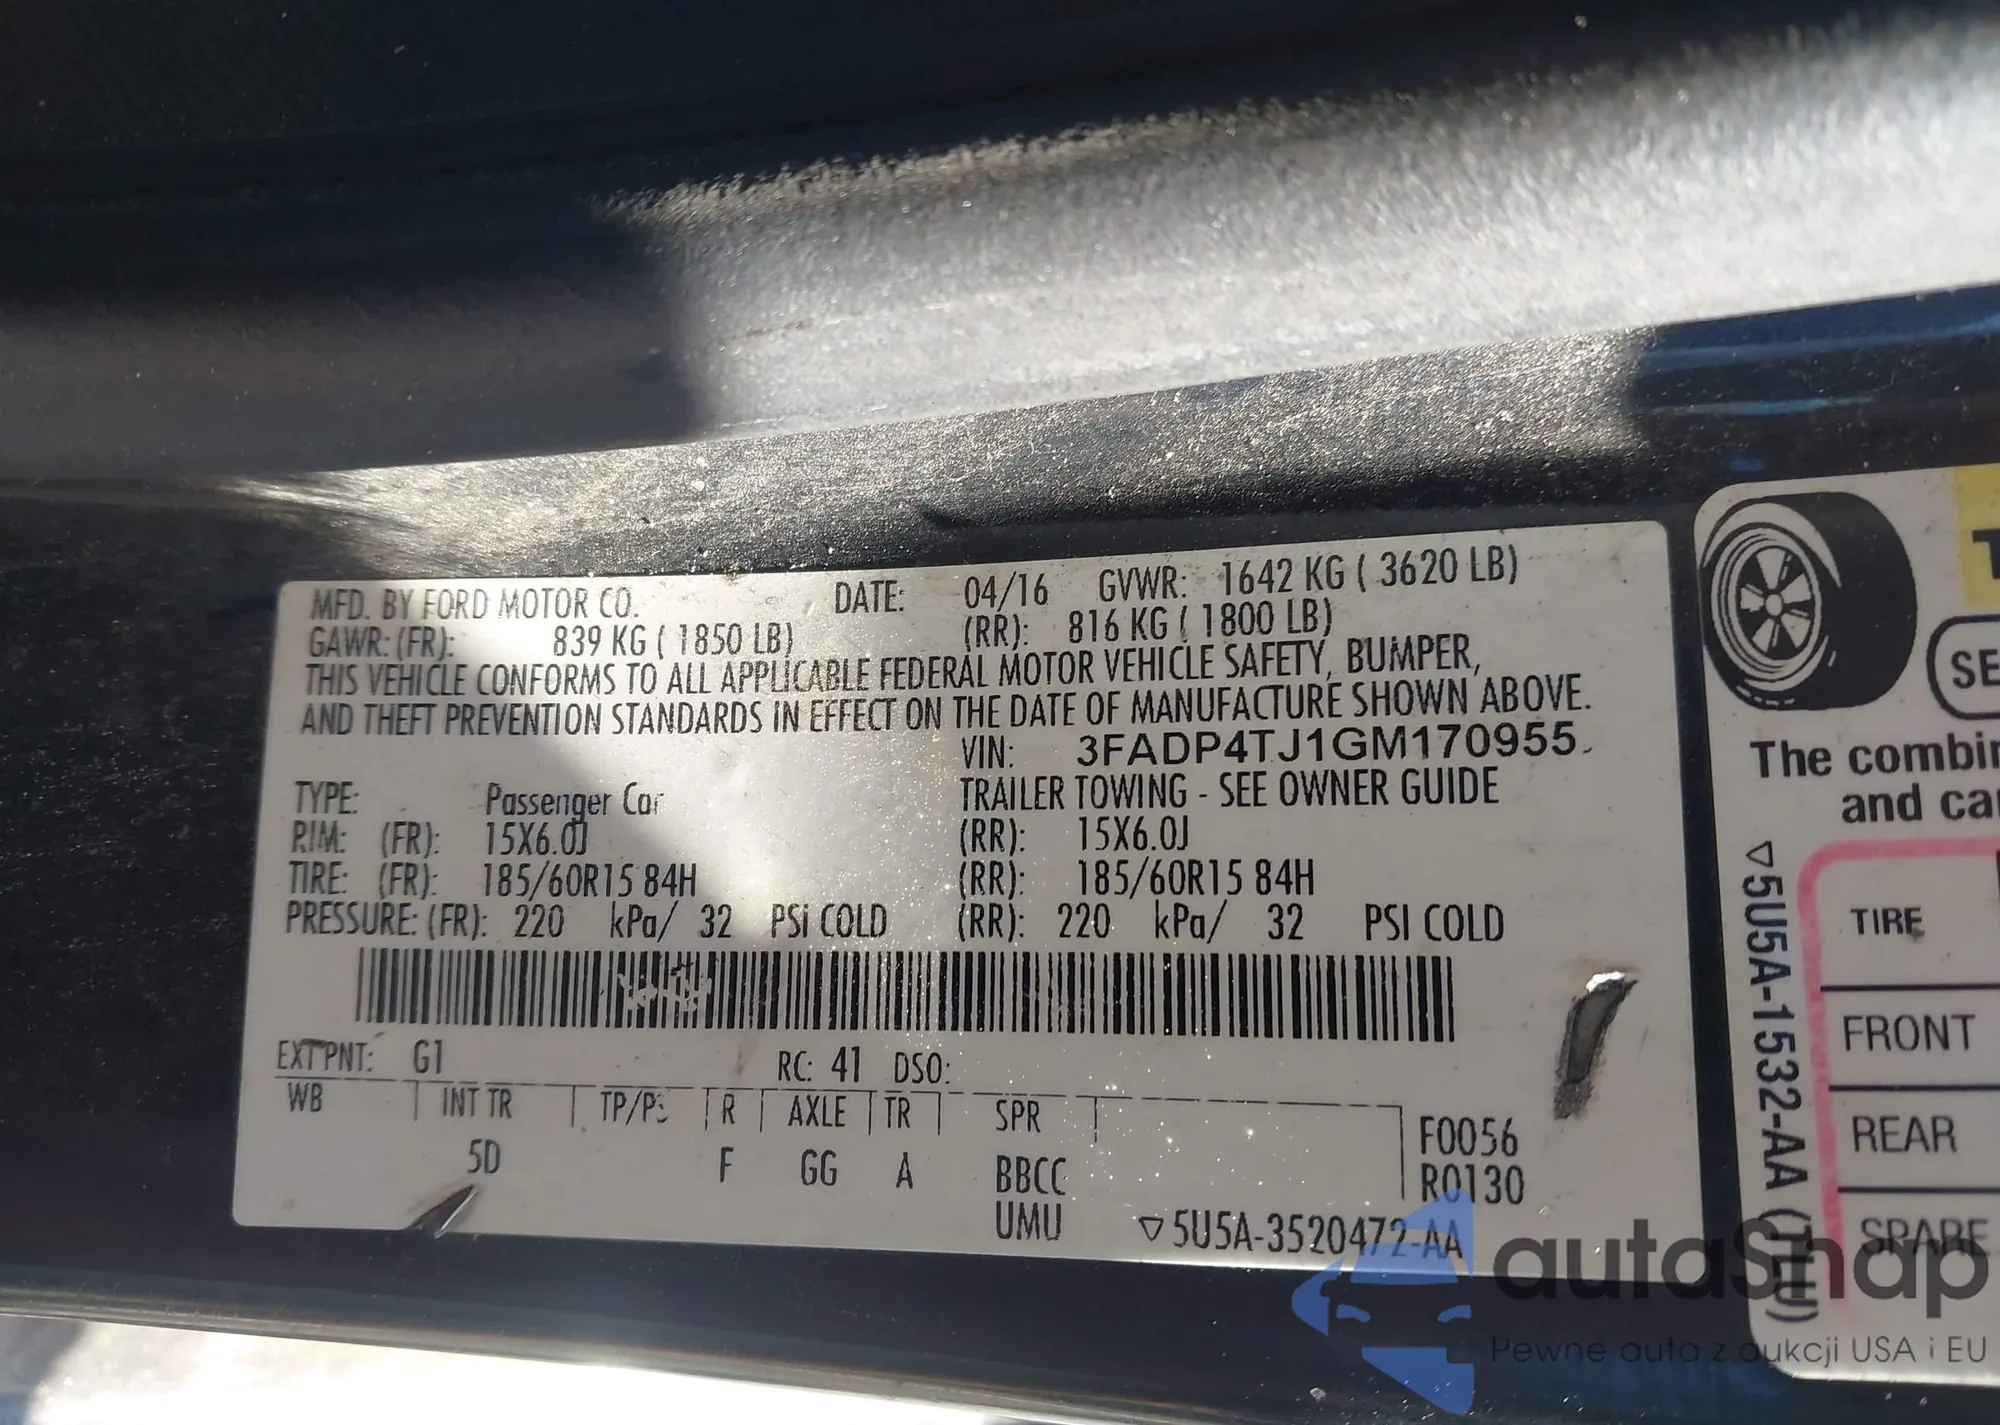 MFD. BY FORD MOTOR CO. DATE: 04/16 GVWR: 1642 KG ( 3620 LB)
GAWR: (FR): 839 KG ( 1850 LB) (RR): 816 KG ( 1800 LB)
THIS VEHICLE CONFORMS TO ALL APPLICABLE FEDERAL MOTOR VEHICLE SAFETY, BUMPER,
AND THEFT PREVENTION STANDARDS IN EFFECT ON THE DATE OF MANUFACTURE SHOWN ABOVE.
VIN: 3FADP4TJ1GM170955
TYPE: Passenger Car TRAILER TOWING - SEE OWNER GUIDE
RIM: (FR): 15X6.0J (RR): 15X6.0J
TIRE: (FR): 185/60R15 84H (RR): 185/60R15 84H
PRESSURE: (FR): 220 kPa/ 32 PSI COLD (RR): 220 kPa/ 32 PSI COLD
EXT PNT: G1 RC: 41 DSO:
WB INT TR TP/PS R AXLE TR SPR
5D F GG A BBCC
UMU
F0056
R0130
▽5U5A-3520472-AA
The combin
and ca
▽5U5A-1532-AA (TLU)
TIRE
FRONT
REAR
SPARE
autaSnap
Pewne auta z aukcji USA i EU